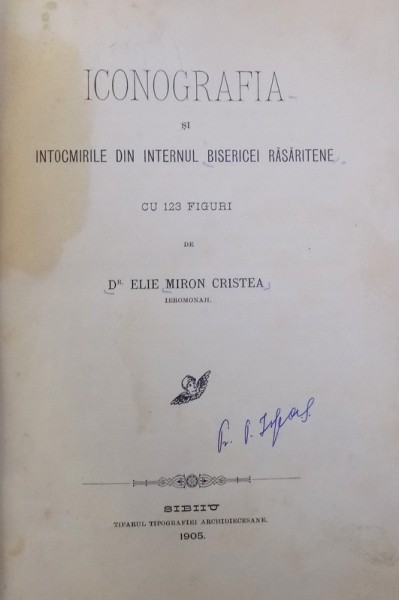 ICONOGRAFIA
ȘI
INTOCMIRILE DIN INTERNUL BISERICEI RĂSĂRITENE
CU 123 FIGURI
DE
DR. ELIE MIRON CRISTEA
IEROMONAH.
SIBIIU
TIPARUL TIPOGRAFIEI ARCHIDIECESANE.
1905.